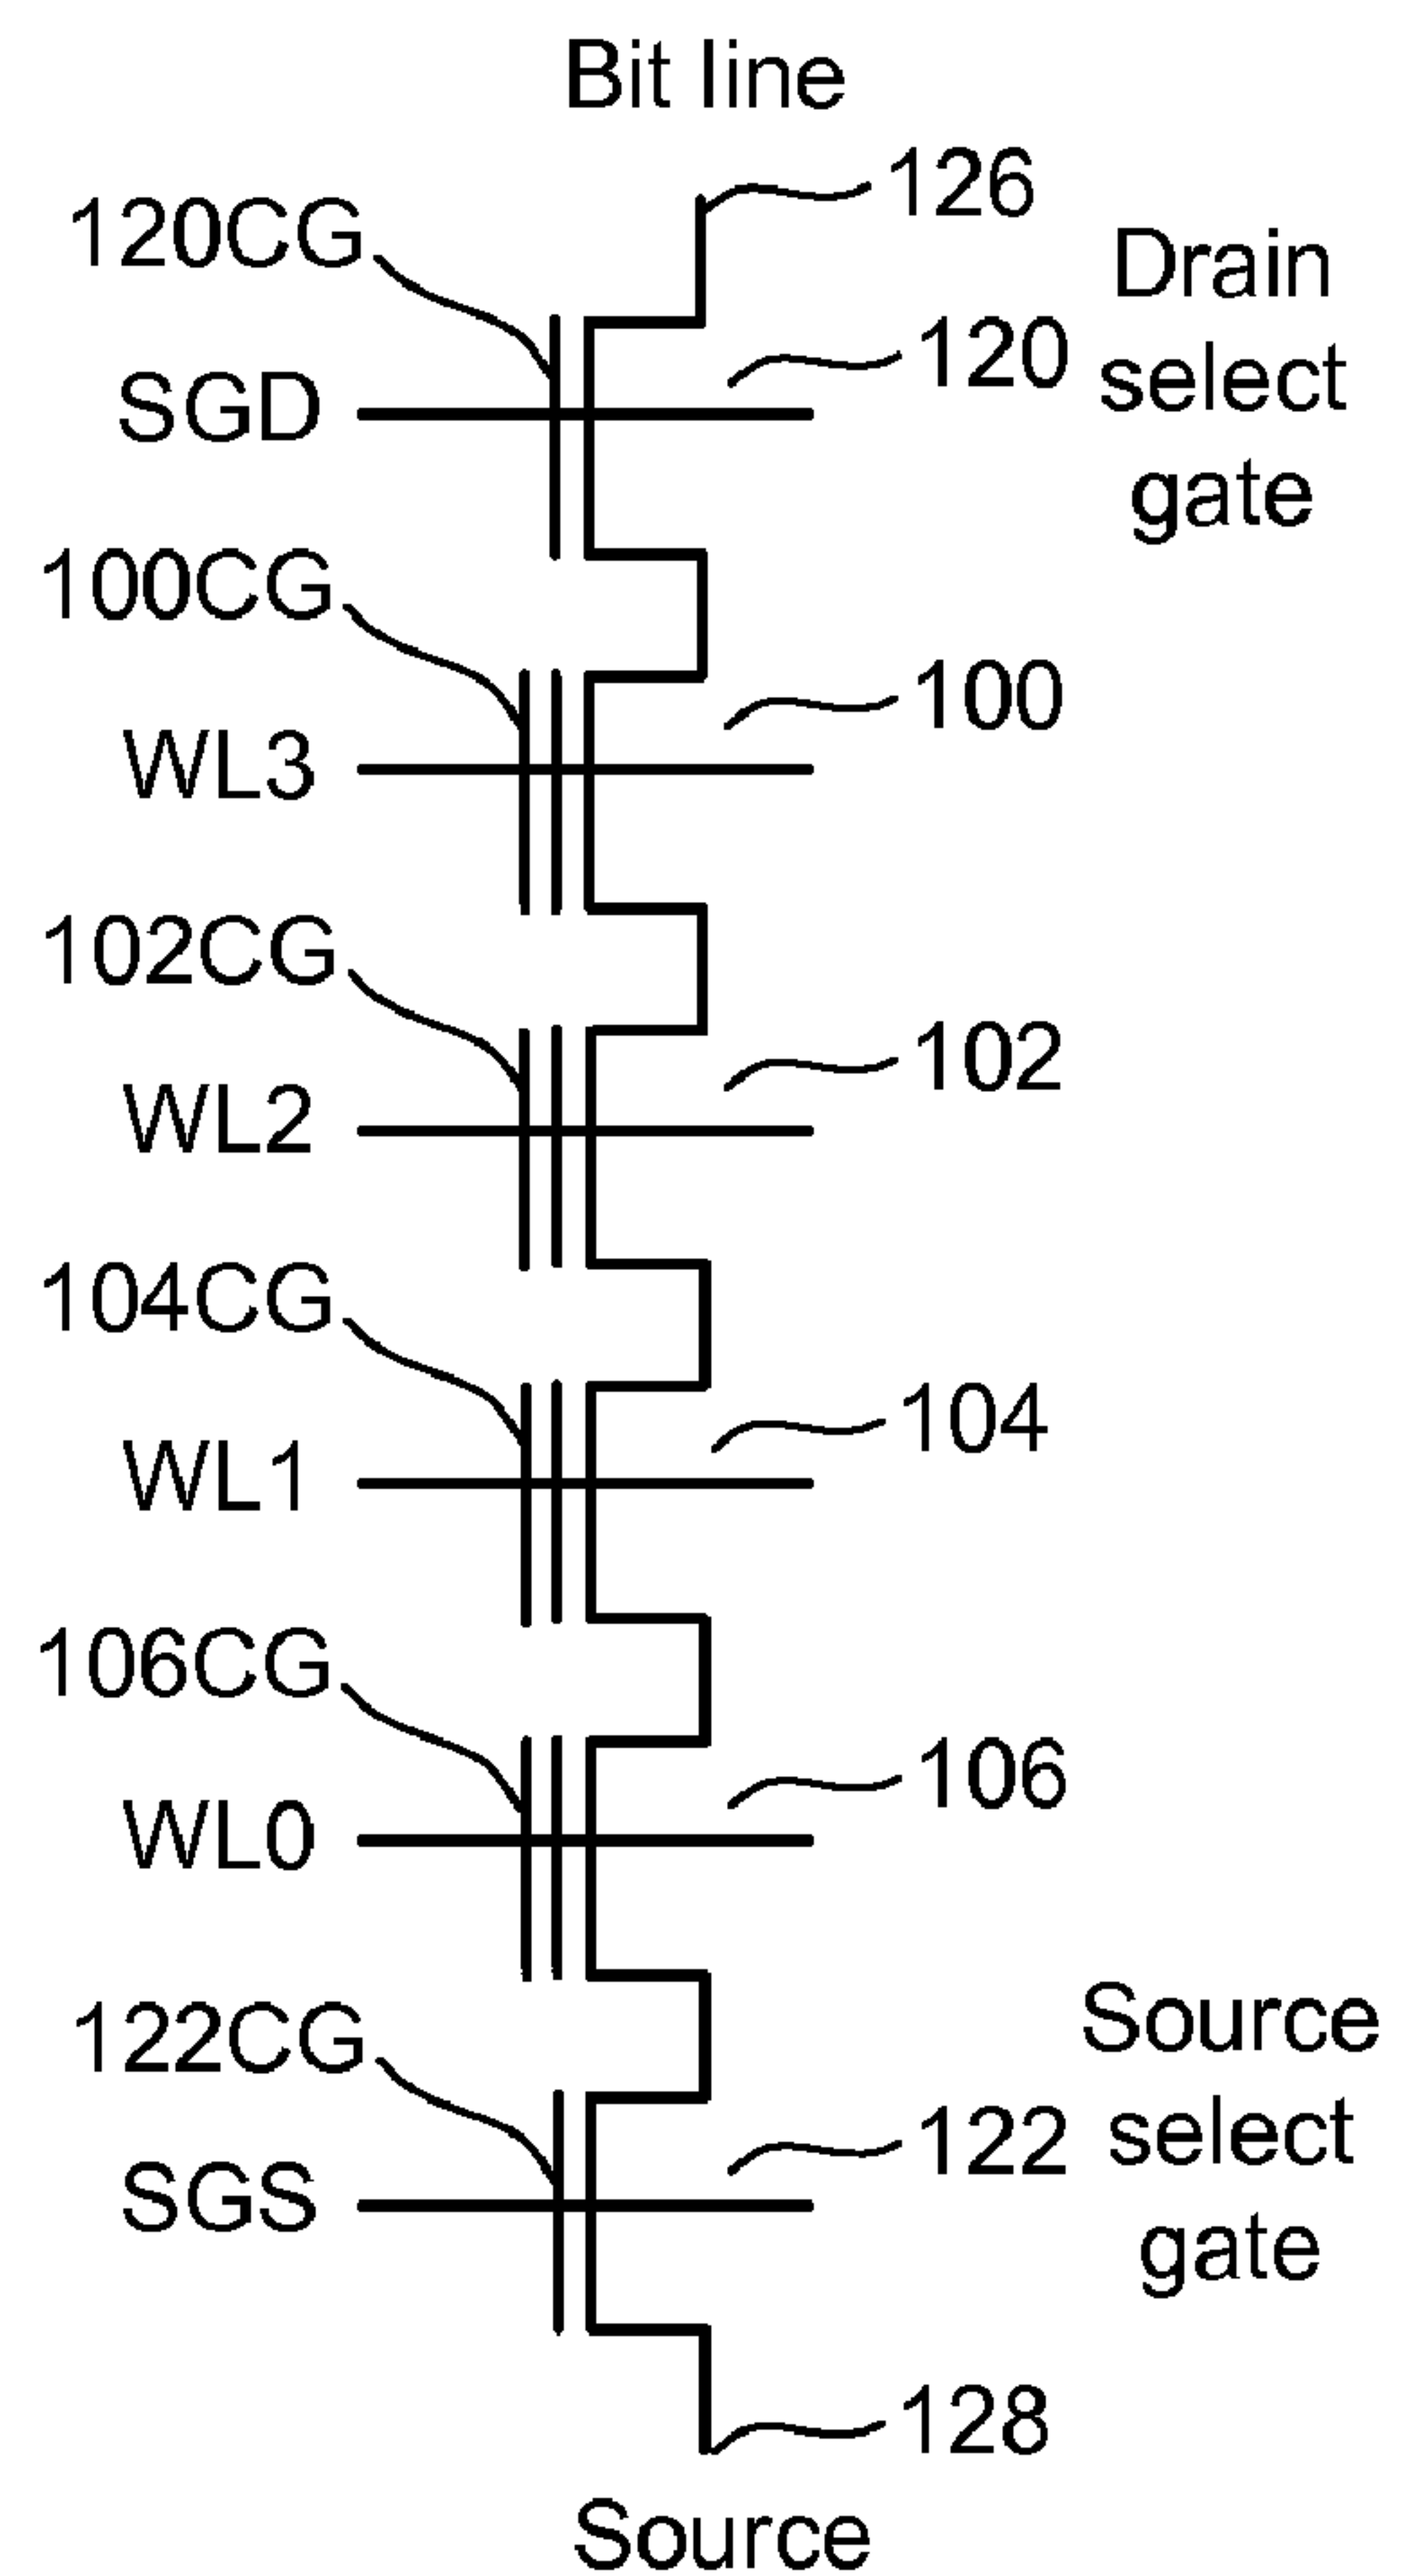 Bit line
126
120CG
Drain
select
gate
120
SGD
100CG
100
WL3
102CG
102
WL2
104CG
104
WL1
106CG
106
WL0
122CG
Source
select
gate
122
SGS
128
Source